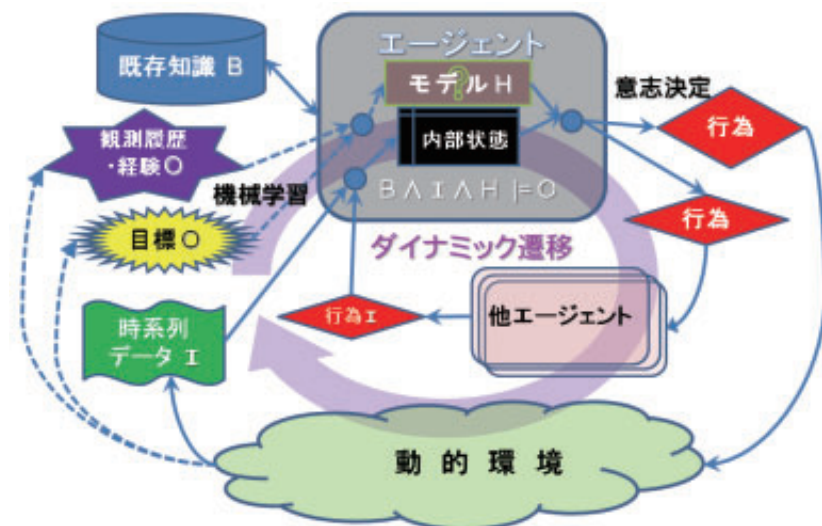 エージェント
既存知識 B
モデル H
意志決定
観測履歴
・経験O
内部状態
行為
機械学習
B∧I∧H|=O
行為
目標 O
ダイナミック遷移
時系列
データ I
行為I
他エージェント
動的環境